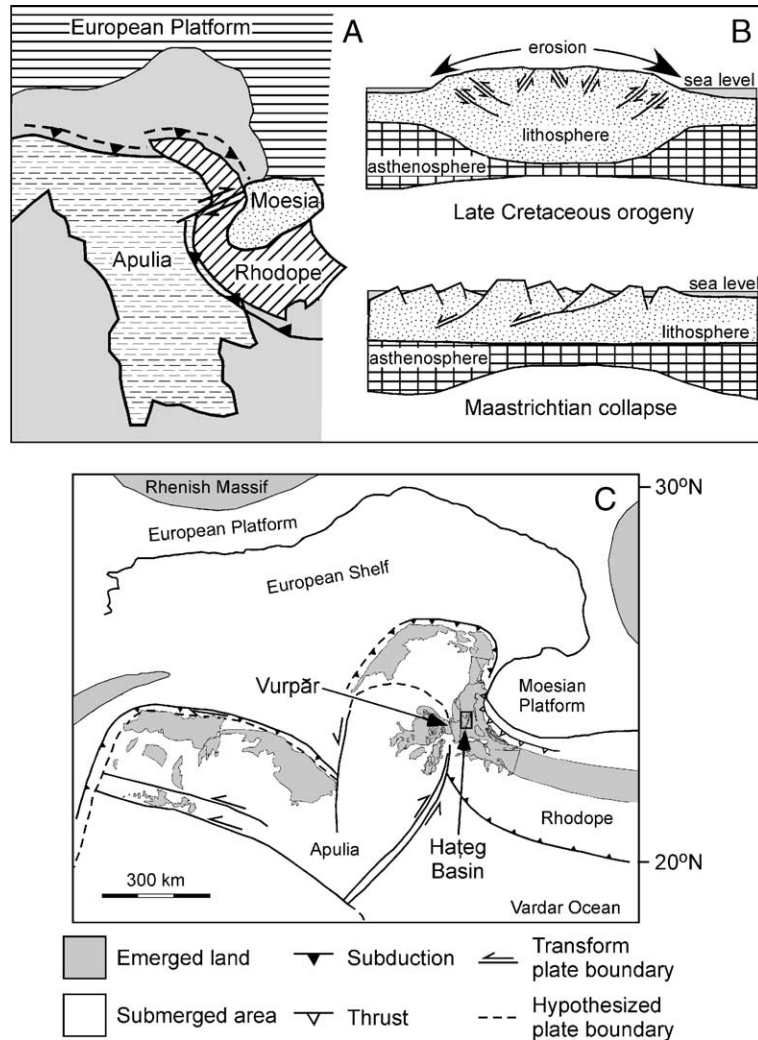 European Platform
A
Moesia
Apulia
Rhodope
B
erosion
sea level
lithosphere
asthenosphere
Late Cretaceous orogeny
sea level
lithosphere
asthenosphere
Maastrichtian collapse
C
30ºN
Rhenish Massif
European Platform
European Shelf
Vurpăr
Moesian
Platform
Apulia
Haţeg
Basin
Rhodope
20ºN
300 km
Vardar Ocean
Emerged land
Subduction
Transform
plate boundary
Submerged area
Thrust
Hypothesized
plate boundary